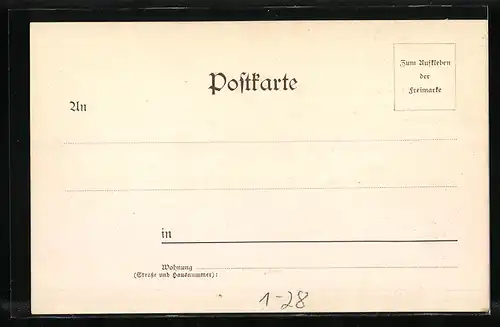 Postkarte
Zum Aufkleben
der
Freimarke
An
in
Wohnung
(Straße und Hausnummer):
1-28